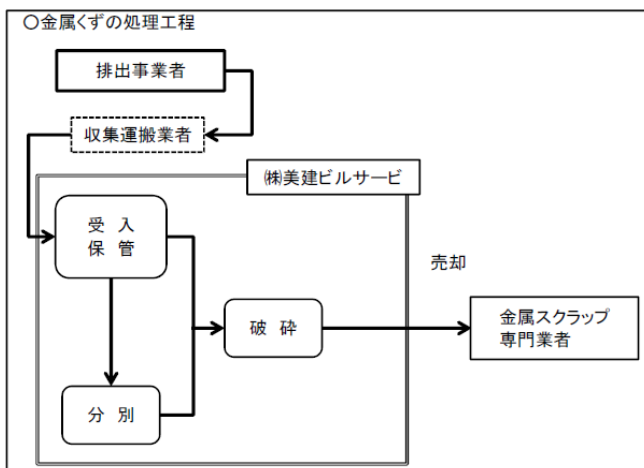 ○金属くずの処理工程
排出事業者
収集運搬業者
㈱美建ビルサービ
受　入
保　管
売却
破　砕
金属スクラップ
専門業者
分　別